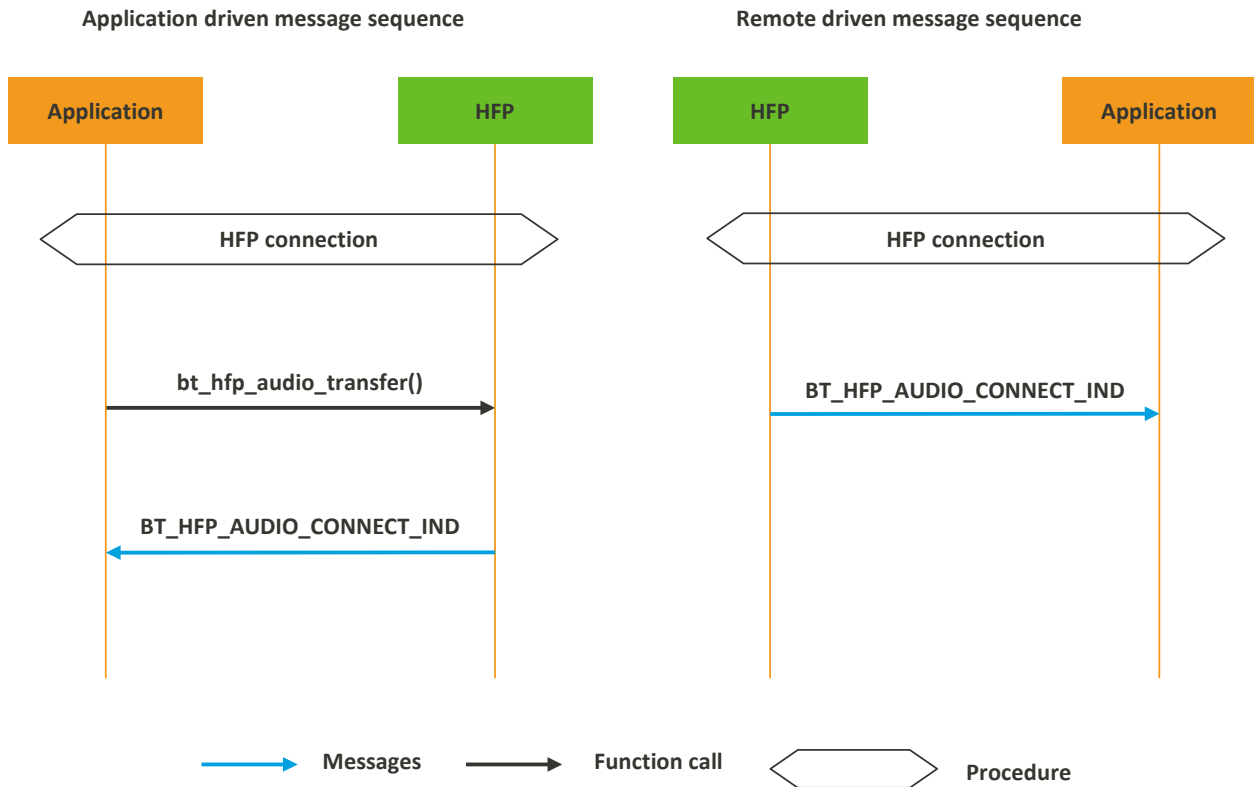 Application driven message sequence
Remote driven message sequence
Application
HFP
HFP
Application
HFP connection
HFP connection
bt_hfp_audio_transfer()
BT_HFP_AUDIO_CONNECT_IND
BT_HFP_AUDIO_CONNECT_IND
Messages
Function call
Procedure